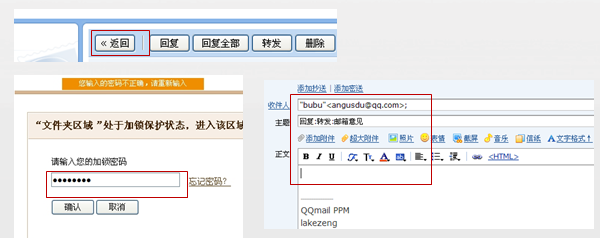 « 返回 回复 回复全部 转发 删除
您输入的密码不正确，请重新输入
"文件夹区域"处于加锁保护状态，进入该区域
请输入您的加锁密码
●●●●●●●● 忘记密码?
确认 取消
添加抄送 | 添加密送
收件人 "bubu"<angusdu@qq.com>;
主题 回复:转发:邮箱意见
添加附件 超大附件 照片 表情 截屏 音乐 信纸 文字格式↑
正文 B I U <HTML>
QQmail PPM
lakezeng